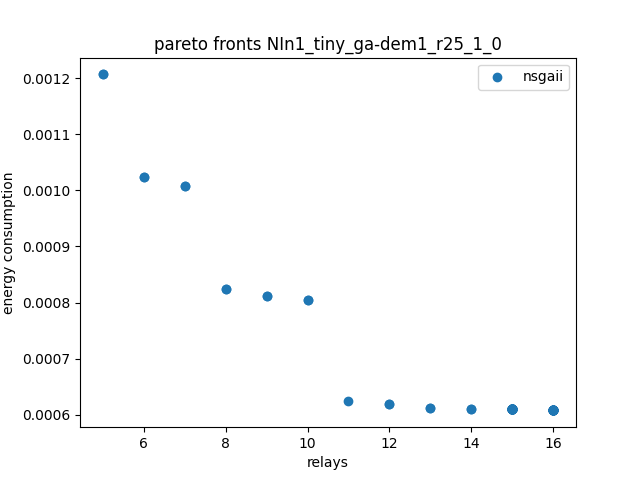 pareto fronts NIn1_tiny_ga-dem1_r25_1_0
nsgaii
energy consumption
0.0012
0.0011
0.0010
0.0009
0.0008
0.0007
0.0006
6 8 10 12 14 16
relays